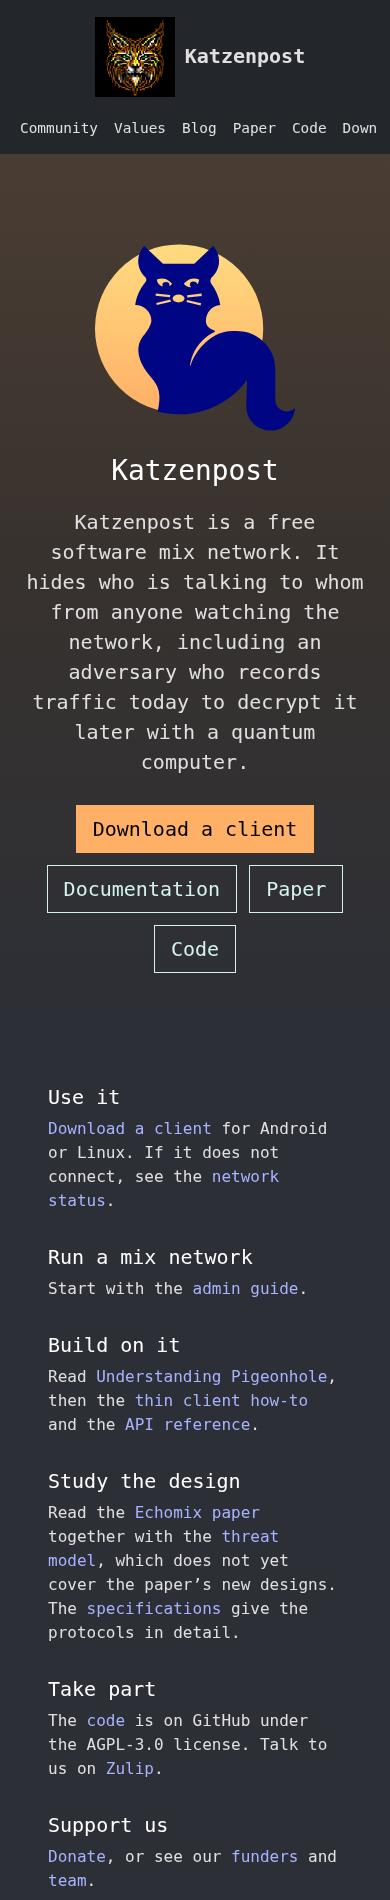 Katzenpost
Community Values Blog Paper Code Down
Katzenpost
Katzenpost is a free
software mix network. It
hides who is talking to whom
from anyone watching the
network, including an
adversary who records
traffic today to decrypt it
later with a quantum
computer.
Download a client
Documentation Paper
Code
Use it
Download a client for Android
or Linux. If it does not
connect, see the network
status.
Run a mix network
Start with the admin guide.
Build on it
Read Understanding Pigeonhole,
then the thin client how-to
and the API reference.
Study the design
Read the Echomix paper
together with the threat
model, which does not yet
cover the paper’s new designs.
The specifications give the
protocols in detail.
Take part
The code is on GitHub under
the AGPL-3.0 license. Talk to
us on Zulip.
Support us
Donate, or see our funders and
team.